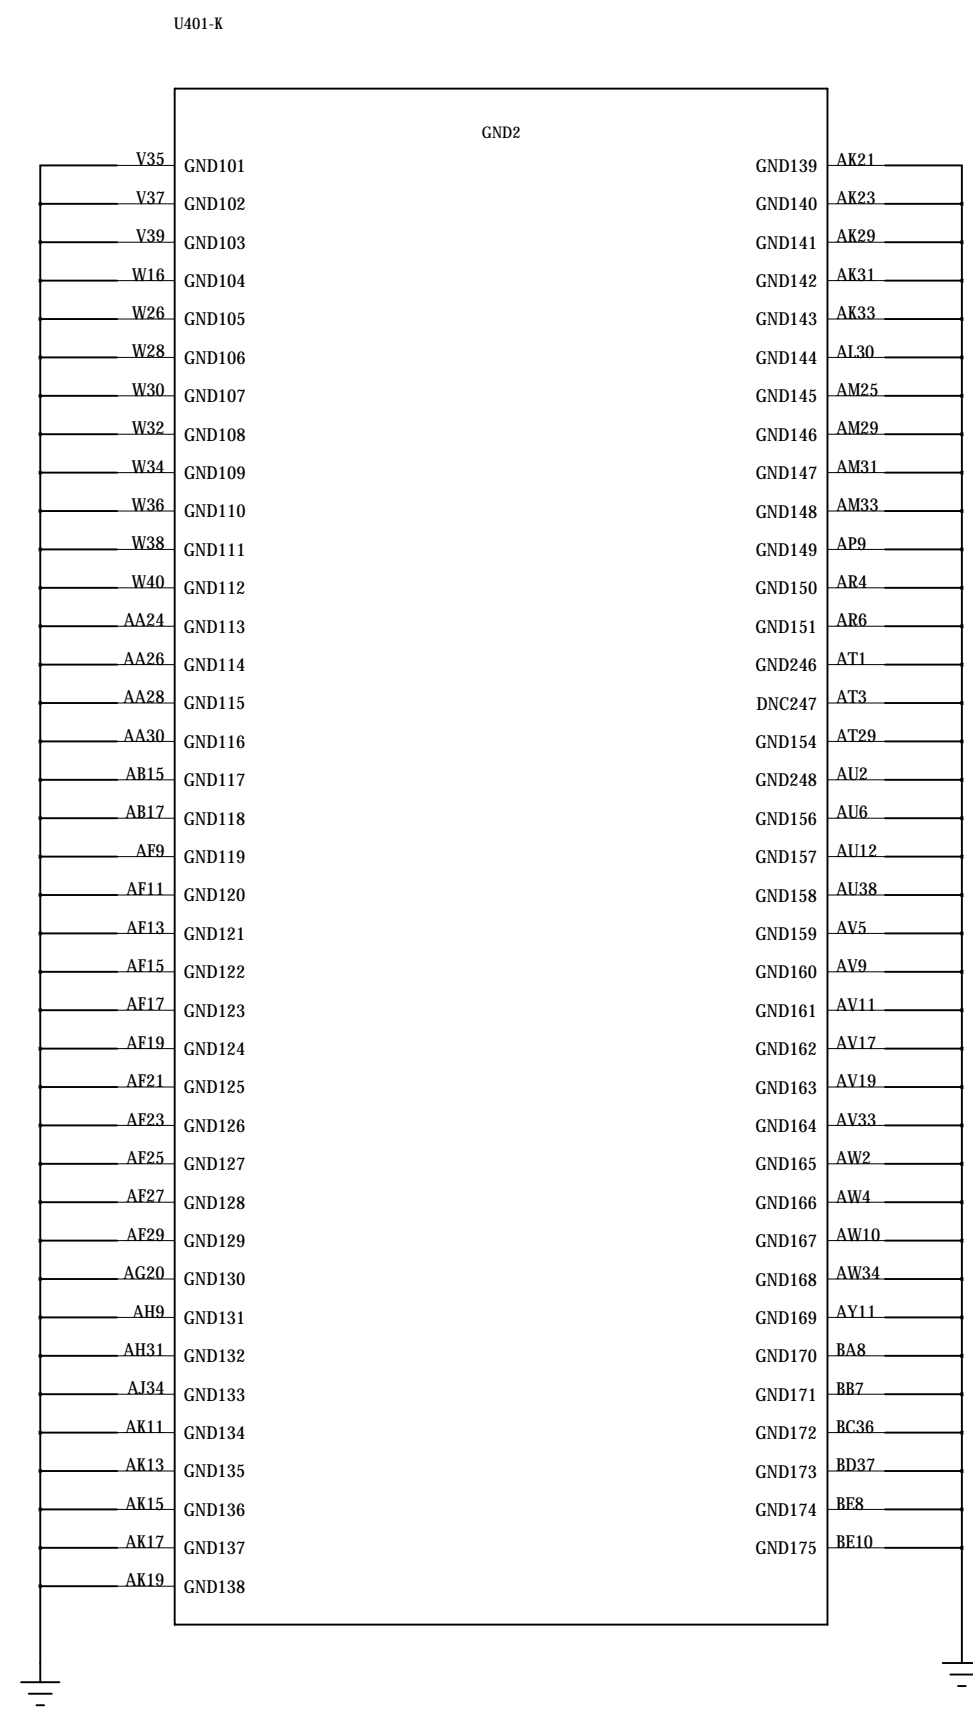 U401-K
GND2
V35 GND101 GND139 AK21
V37 GND102 GND140 AK23
V39 GND103 GND141 AK29
W16 GND104 GND142 AK31
W26 GND105 GND143 AK33
W28 GND106 GND144 AL30
W30 GND107 GND145 AM25
W32 GND108 GND146 AM29
W34 GND109 GND147 AM31
W36 GND110 GND148 AM33
W38 GND111 GND149 AP9
W40 GND112 GND150 AR4
AA24 GND113 GND151 AR6
AA26 GND114 GND246 AT1
AA28 GND115 DNC247 AT3
AA30 GND116 GND154 AT29
AB15 GND117 GND248 AU2
AB17 GND118 GND156 AU6
AF9 GND119 GND157 AU12
AF11 GND120 GND158 AU38
AF13 GND121 GND159 AV5
AF15 GND122 GND160 AV9
AF17 GND123 GND161 AV11
AF19 GND124 GND162 AV17
AF21 GND125 GND163 AV19
AF23 GND126 GND164 AV33
AF25 GND127 GND165 AW2
AF27 GND128 GND166 AW4
AF29 GND129 GND167 AW10
AG20 GND130 GND168 AW34
AH9 GND131 GND169 AY11
AH31 GND132 GND170 BA8
AJ34 GND133 GND171 BB7
AK11 GND134 GND172 BC36
AK13 GND135 GND173 BD37
AK15 GND136 GND174 BE8
AK17 GND137 GND175 BE10
AK19 GND138